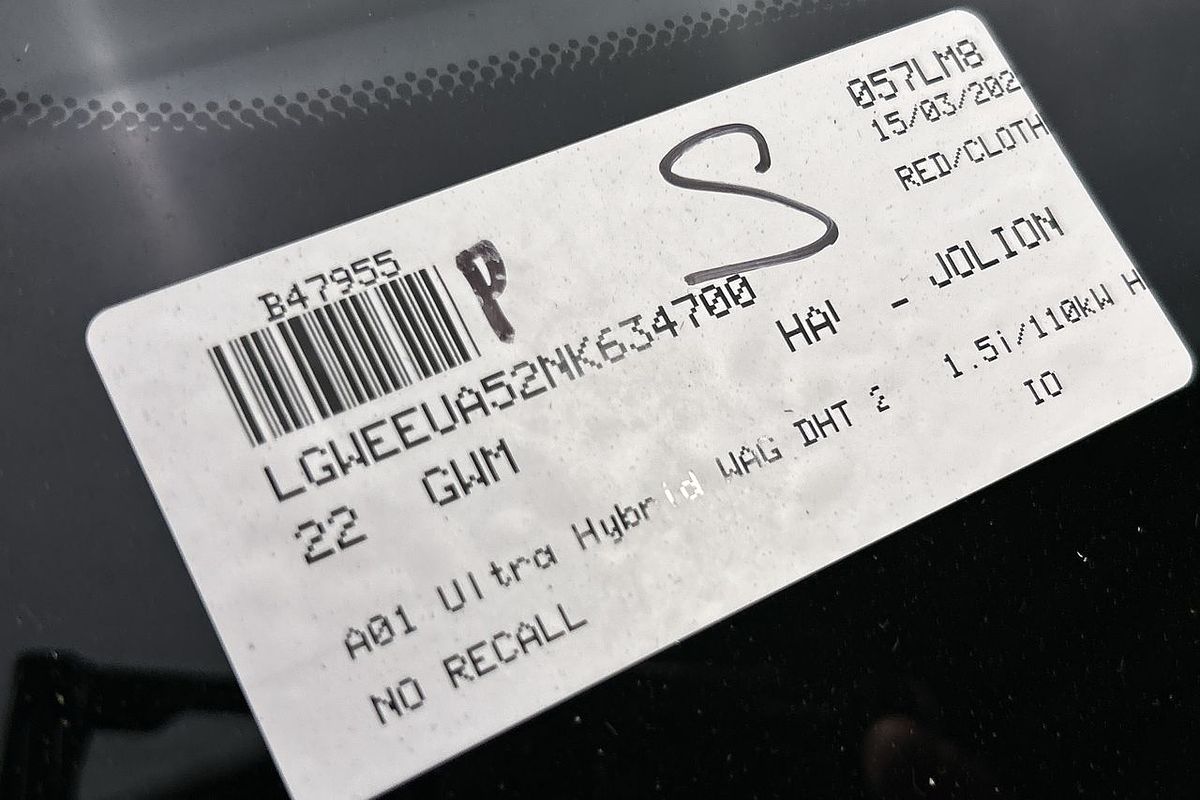 057LM8
15/03/202
RED/CLOTH
S
B47955
P
LGWEEUA52NK634700 HAI - JOLION
22 GWM 1.5i/110kW H
A01 Ultra Hybrid WAG DHT 2 IO
NO RECALL